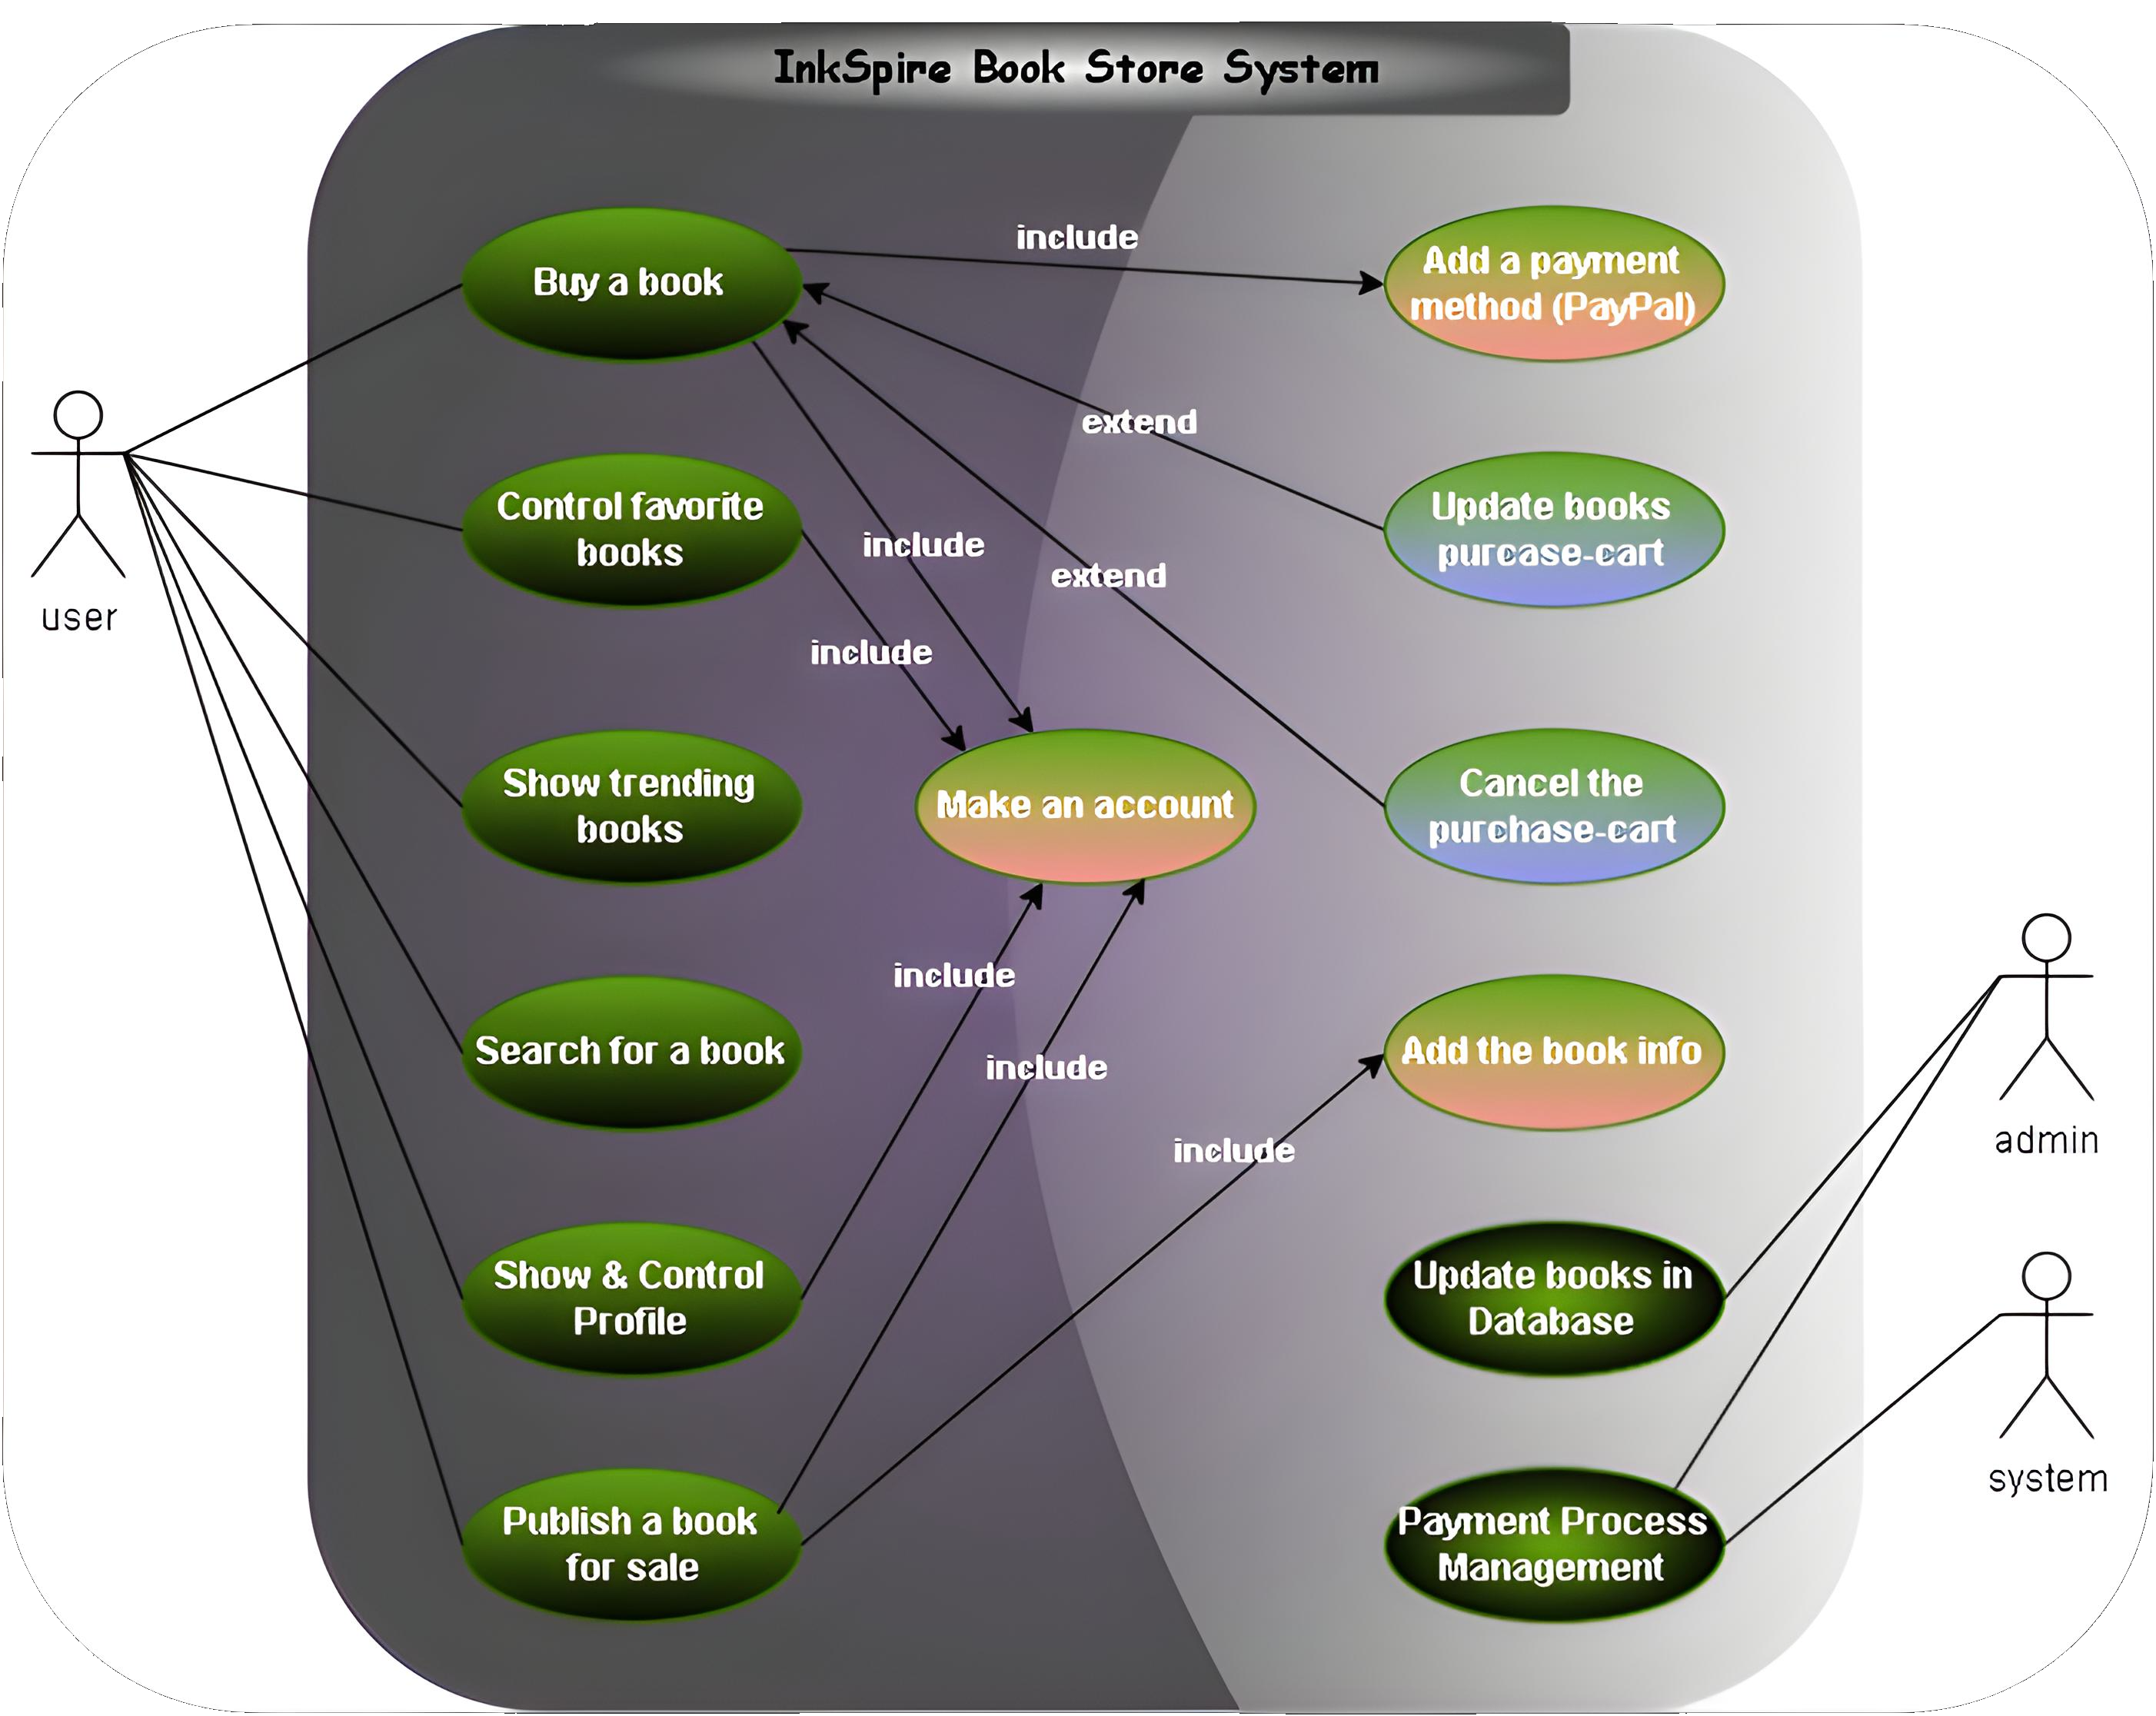 InkSpire Book Store System
include
Buy a book
Add a payment
method (PayPal)
extend
Control favorite
books
Update books
purcase-cart
include
extend
user
include
Show trending
books
Make an account
Cancel the
purchase-cart
include
Search for a book
include
Add the book info
include
admin
Show & Control
Profile
Update books in
Database
system
Publish a book
for sale
Payment Process
Management